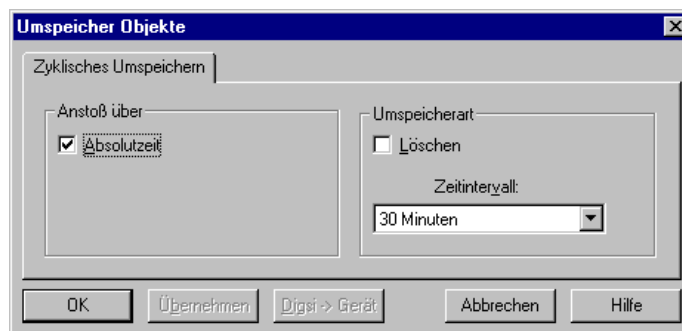 Umspeicher Objekte
Zyklisches Umspeichern
Anstoß über
Absolutzeit
Umspeicherart
Löschen
Zeitintervall:
30 Minuten
OK
Übernehmen
Digsi -> Gerät
Abbrechen
Hilfe